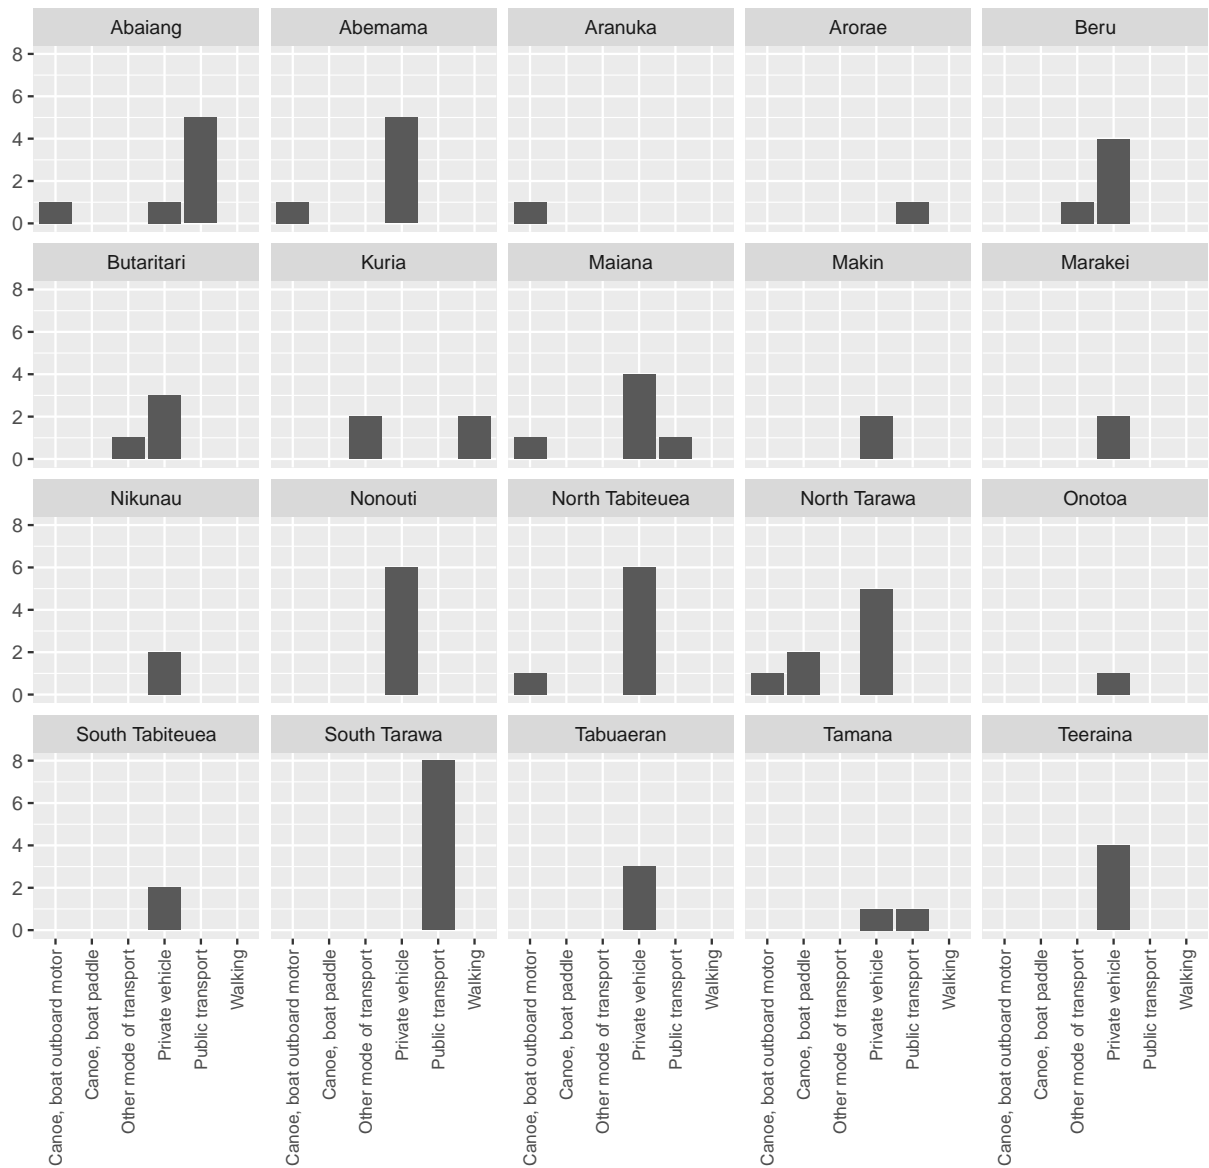 Abaiang Abemama Aranuka Arorae Beru
8
6
4
2
0
Butaritari Kuria Maiana Makin Marakei
8
6
4
2
0
Nikunau Nonouti North Tabiteuea North Tarawa Onotoa
8
6
4
2
0
South Tabiteuea South Tarawa Tabuaeran Tamana Teeraina
8
6
4
2
0
Canoe, boat outboard motor
Canoe, boat paddle
Other mode of transport
Private vehicle
Public transport
Walking
Canoe, boat outboard motor
Canoe, boat paddle
Other mode of transport
Private vehicle
Public transport
Walking
Canoe, boat outboard motor
Canoe, boat paddle
Other mode of transport
Private vehicle
Public transport
Walking
Canoe, boat outboard motor
Canoe, boat paddle
Other mode of transport
Private vehicle
Public transport
Walking
Canoe, boat outboard motor
Canoe, boat paddle
Other mode of transport
Private vehicle
Public transport
Walking